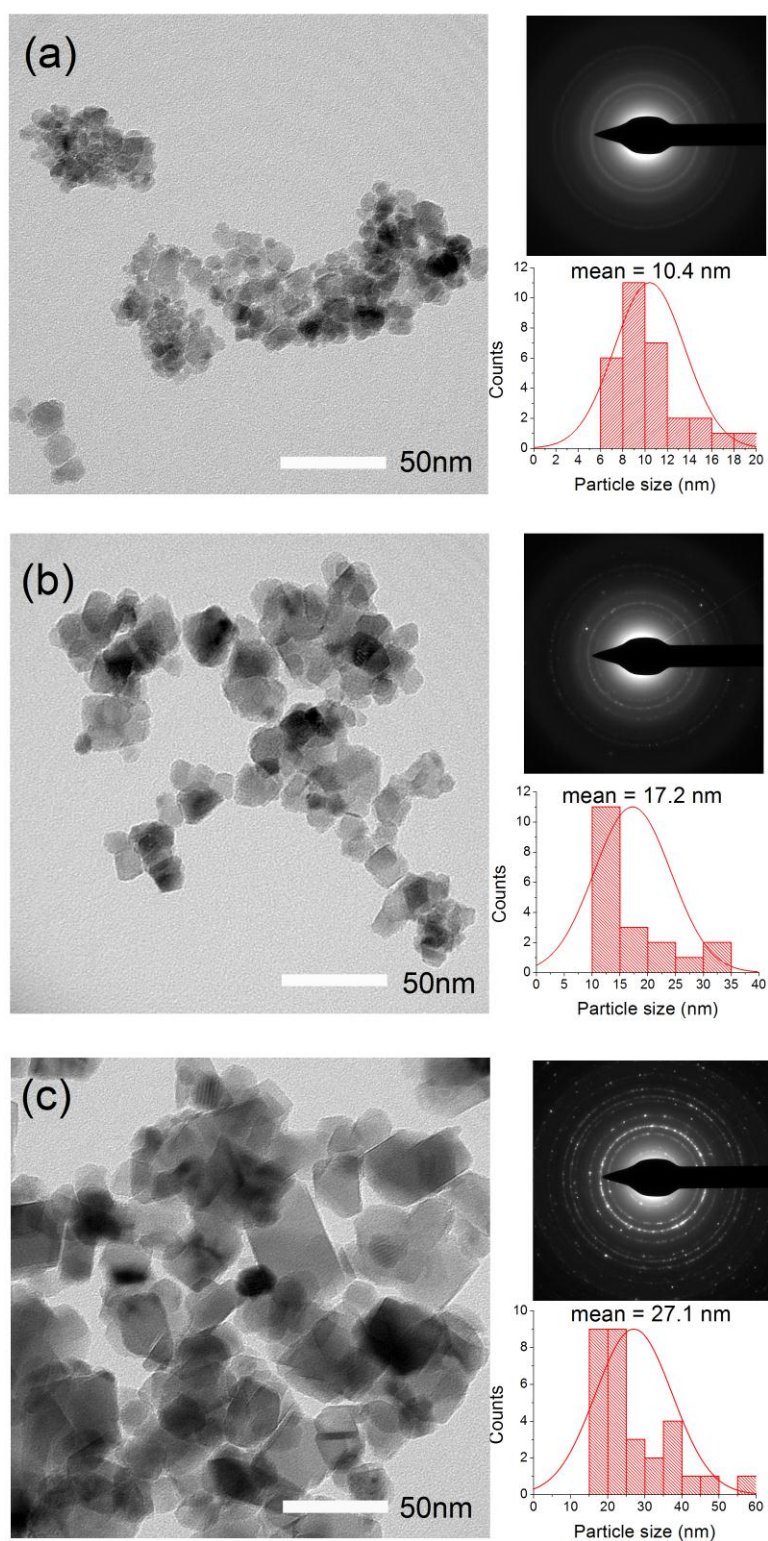 (a)
50nm
mean = 10.4 nm
12
10
8
6
4
2
0
Counts
0 2 4 6 8 10 12 14 16 18 20
Particle size (nm)
(b)
50nm
mean = 17.2 nm
12
10
8
6
4
2
0
Counts
0 5 10 15 20 25 30 35 40
Particle size (nm)
(c)
50nm
mean = 27.1 nm
10
8
6
4
2
0
Counts
0 10 20 30 40 50 60
Particle size (nm)